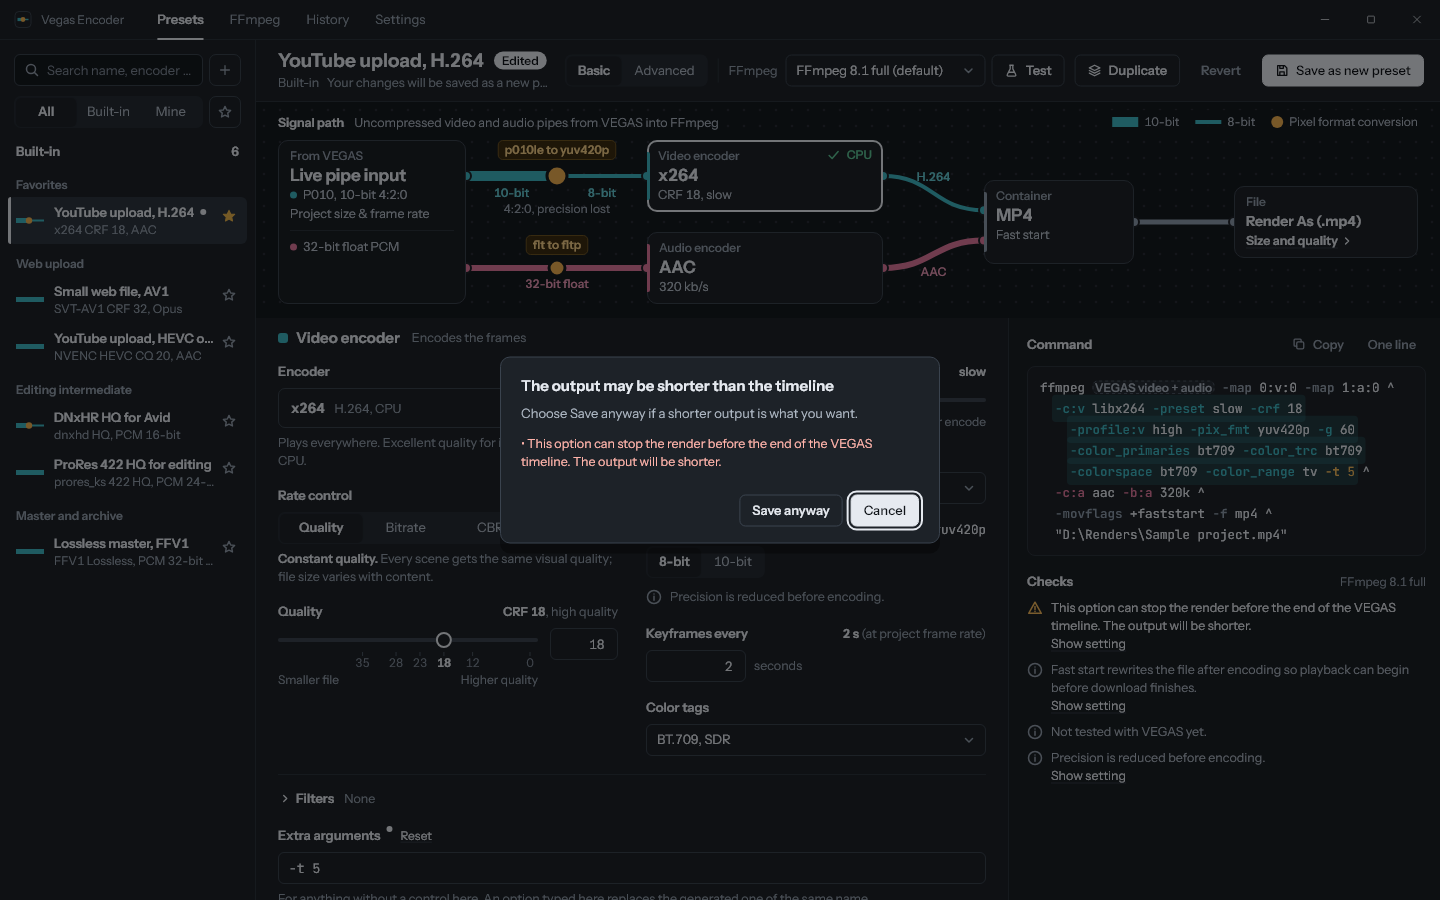 Vegas Encoder
Presets
FFmpeg
History
Settings
Search name, encoder ...
All
Built-in
Mine
Built-in
6
Favorites
YouTube upload, H.264
x264 CRF 18, AAC
Web upload
Small web file, AV1
SVT-AV1 CRF 32, Opus
YouTube upload, HEVC o...
NVENC HEVC CQ 20, AAC
Editing intermediate
DNxHR HQ for Avid
dnxhd HQ, PCM 16-bit
ProRes 422 HQ for editing
prores_ks 422 HQ, PCM 24-...
Master and archive
Lossless master, FFV1
FFV1 Lossless, PCM 32-bit ...
YouTube upload, H.264
Edited
Built-in
Your changes will be saved as a new p...
Basic
Advanced
FFmpeg
FFmpeg 8.1 full (default)
Test
Duplicate
Revert
Save as new preset
Signal path
Uncompressed video and audio pipes from VEGAS into FFmpeg
10-bit
8-bit
Pixel format conversion
From VEGAS
Live pipe input
P010, 10-bit 4:2:0
Project size & frame rate
32-bit float PCM
p010le to yuv420p
10-bit
8-bit
4:2:0, precision lost
flt to fltp
32-bit float
Video encoder
CPU
x264
CRF 18, slow
Audio encoder
AAC
320 kb/s
H.264
AAC
Container
MP4
Fast start
File
Render As (.mp4)
Size and quality
Video encoder
Encodes the frames
Encoder
slow
x264
H.264, CPU
r encode
Plays everywhere. Excellent quality for
CPU.
Rate control
Quality
Bitrate
CBR
yuv420p
Constant quality. Every scene gets the same visual quality;
file size varies with content.
8-bit
10-bit
Precision is reduced before encoding.
Quality
CRF 18, high quality
18
35
28
23
18
12
0
Smaller file
Higher quality
Keyframes every
2 s (at project frame rate)
2
seconds
Color tags
BT.709, SDR
Filters
None
Extra arguments
Reset
-t 5
For anything without a control here. An option typed here replaces the generated one of the same name.
The output may be shorter than the timeline
Choose Save anyway if a shorter output is what you want.
• This option can stop the render before the end of the VEGAS
timeline. The output will be shorter.
Save anyway
Cancel
Command
Copy
One line
ffmpeg VEGAS video + audio -map 0:v:0 -map 1:a:0 ^
-c:v libx264 -preset slow -crf 18
-profile:v high -pix_fmt yuv420p -g 60
-color_primaries bt709 -color_trc bt709
-colorspace bt709 -color_range tv -t 5 ^
-c:a aac -b:a 320k ^
-movflags +faststart -f mp4 ^
"D:\Renders\Sample project.mp4"
Checks
FFmpeg 8.1 full
This option can stop the render before the end of the VEGAS
timeline. The output will be shorter.
Show setting
Fast start rewrites the file after encoding so playback can begin
before download finishes.
Show setting
Not tested with VEGAS yet.
Precision is reduced before encoding.
Show setting